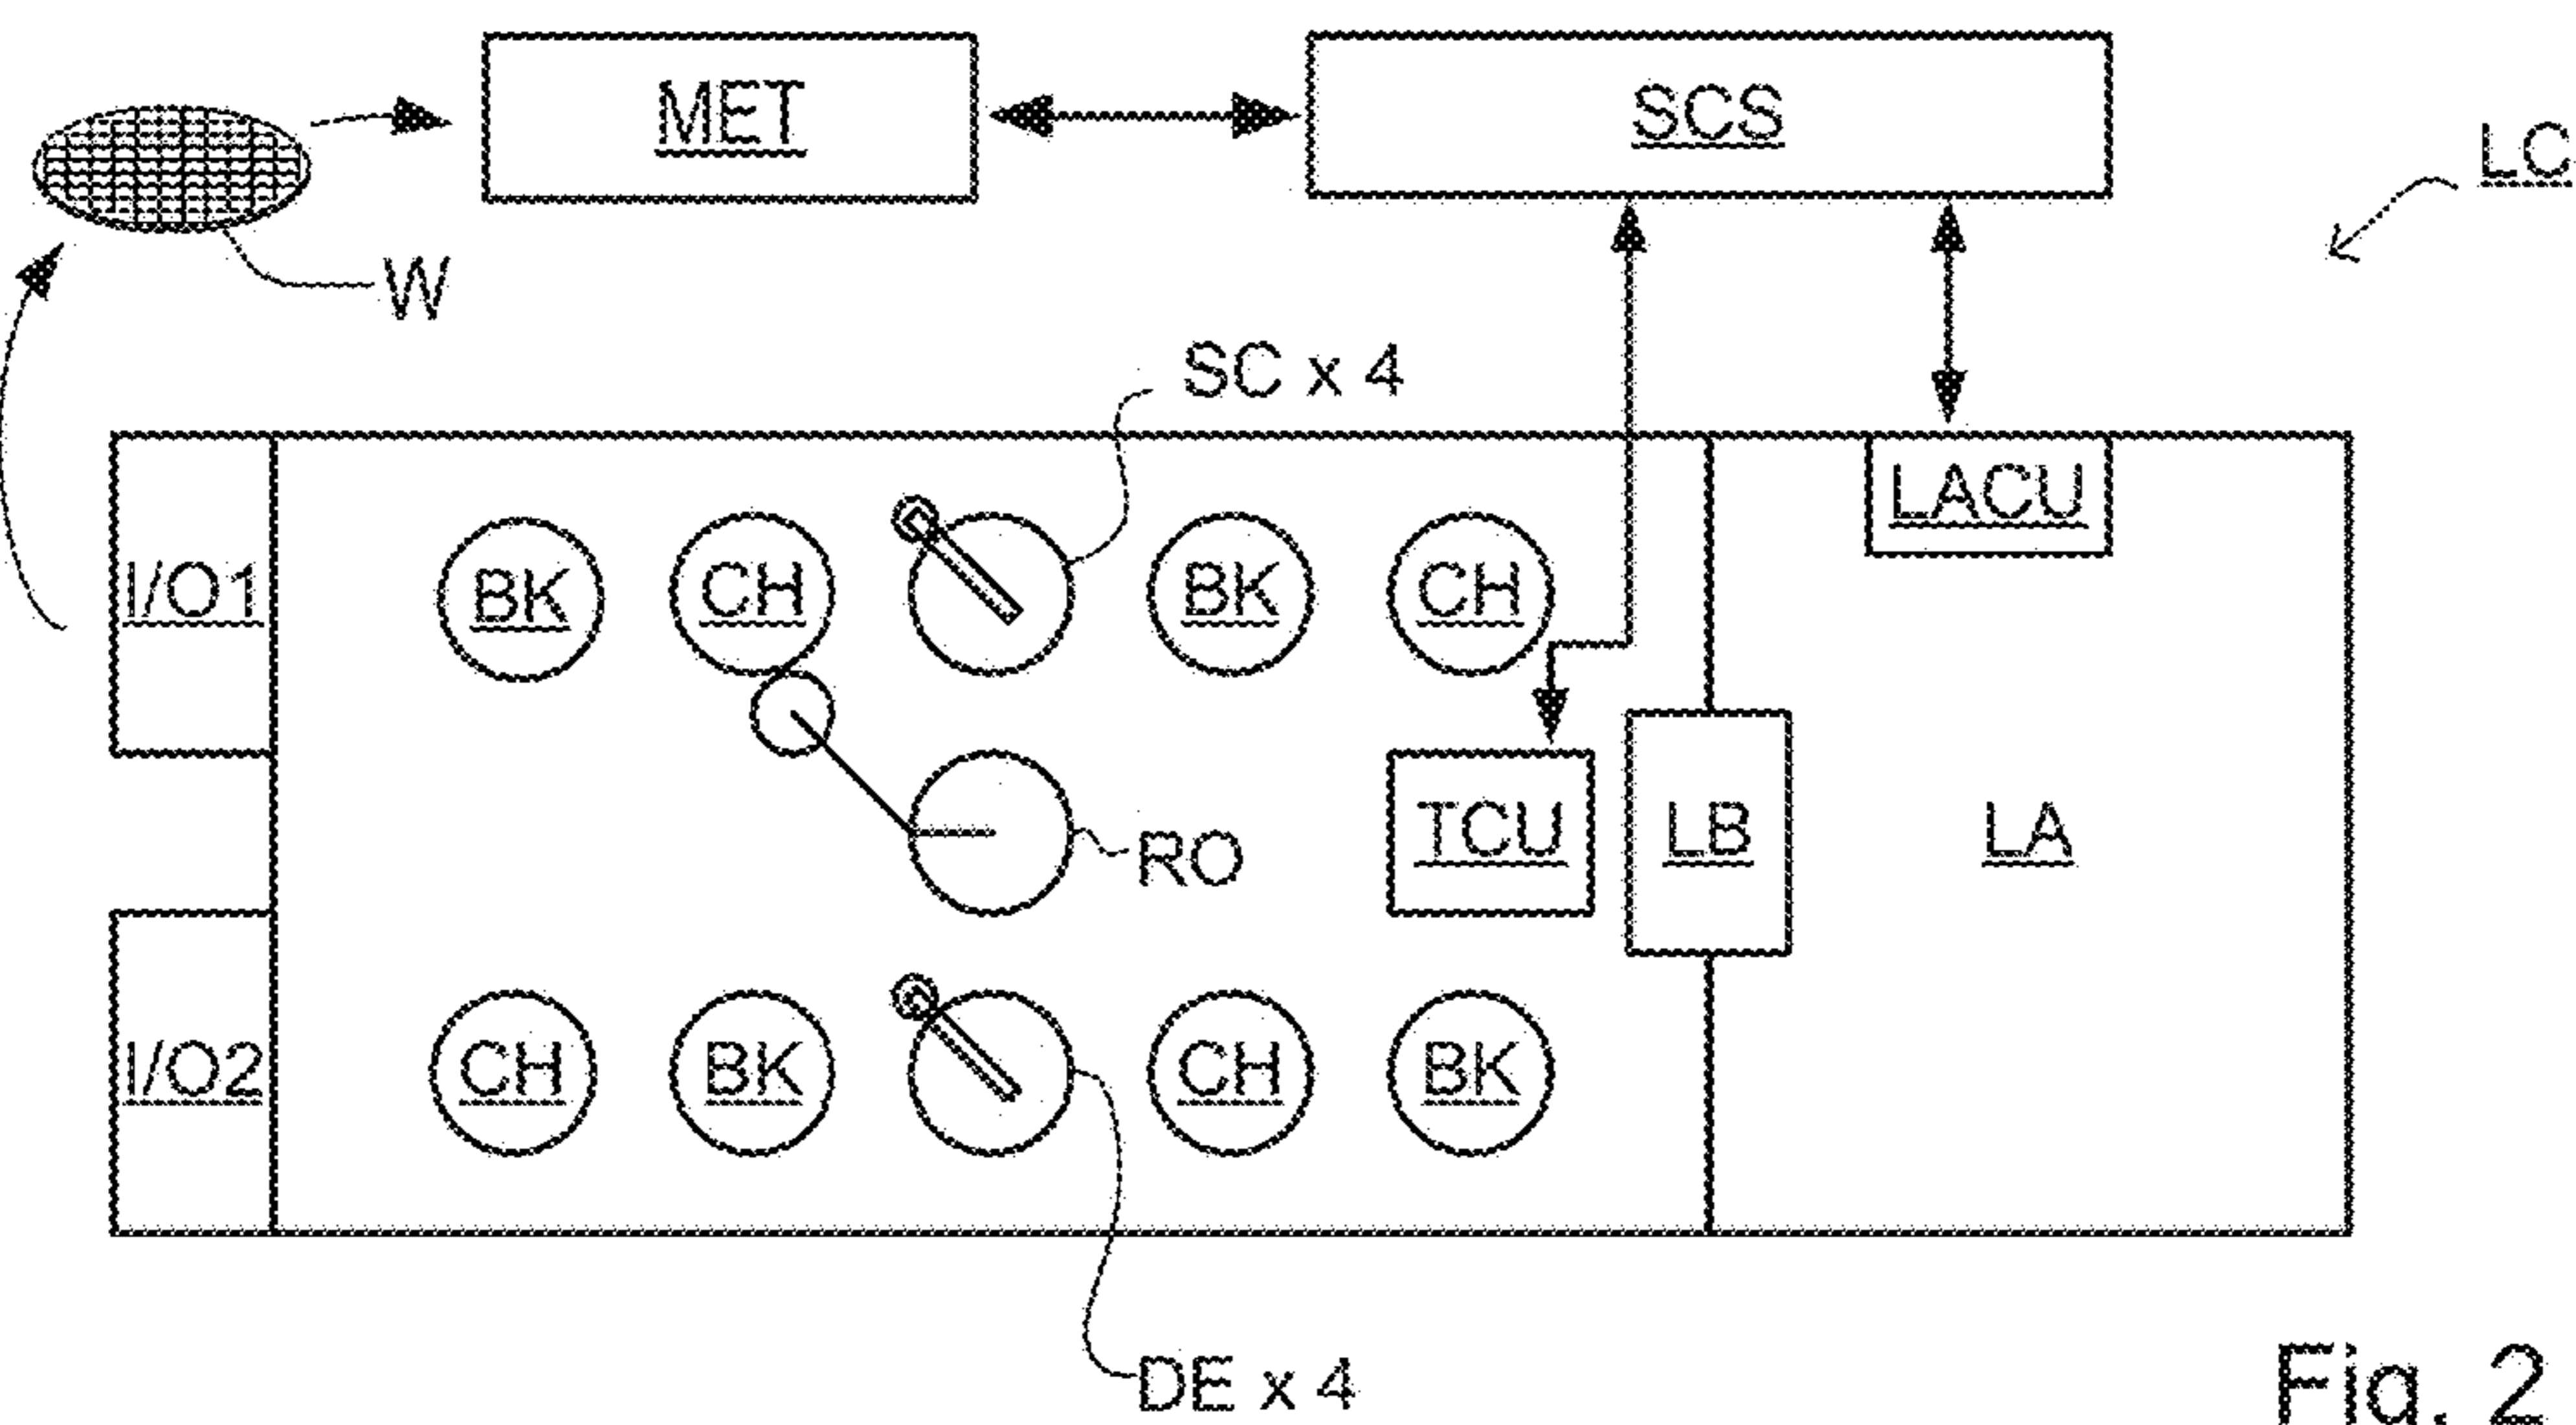 MET
SCS
LC
W
SC x 4
LACU
I/O1
BK
CH
BK
CH
RO
TCU
LB
LA
I/O2
CH
BK
CH
BK
DE x 4
Fig. 2